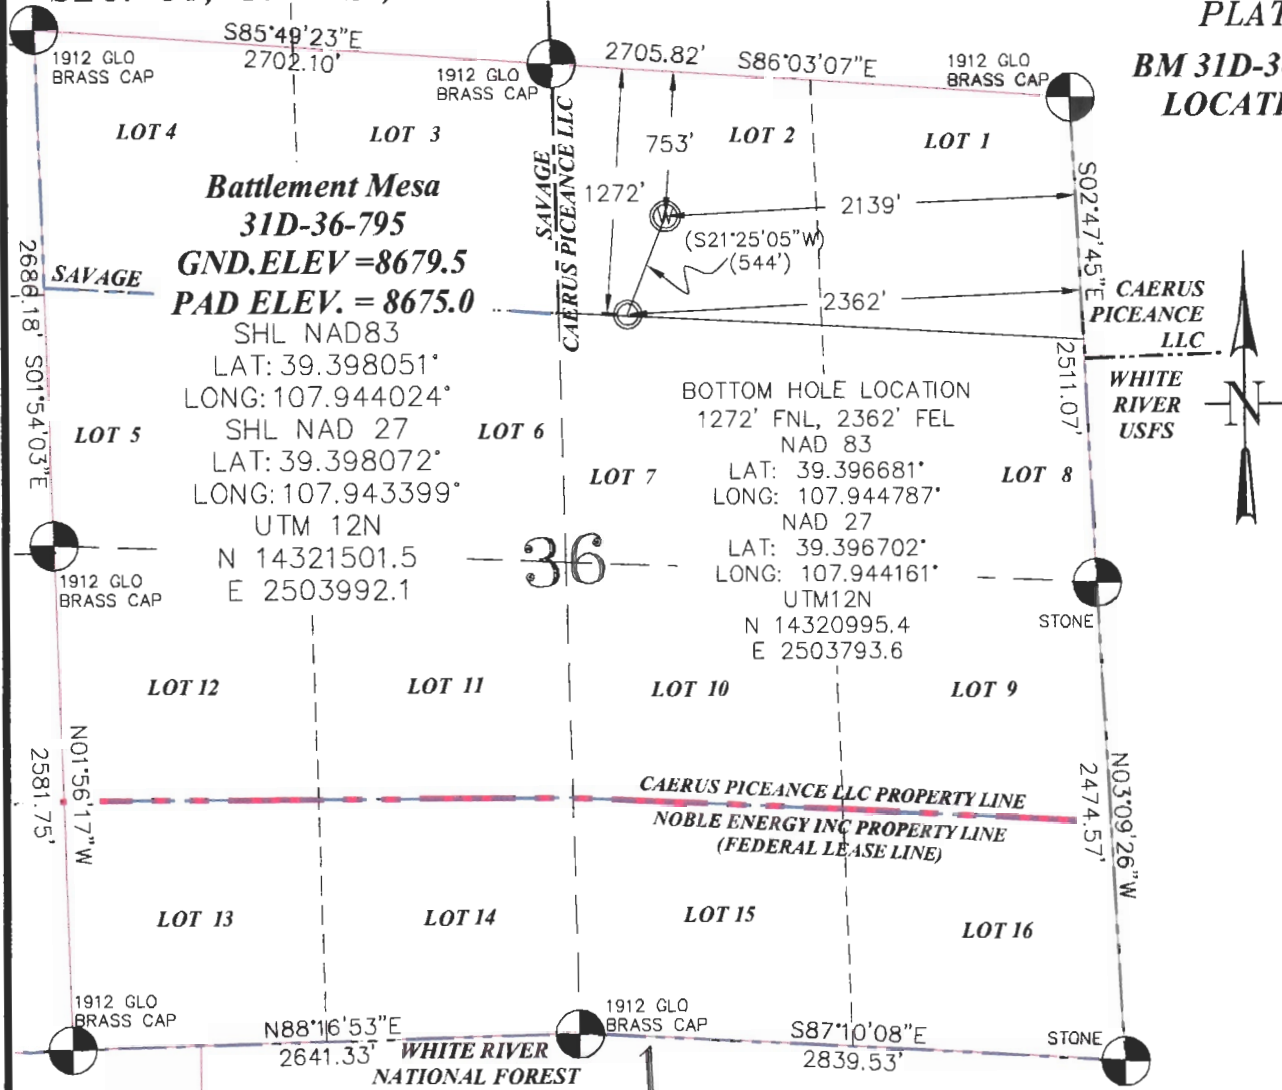 PLAT
BM 31D-3
LOCATI
S85°49'23"E
2702.10'
2705.82'
S86°03'07"E
1912 GLO
BRASS CAP
1912 GLO
BRASS CAP
1912 GLO
BRASS CAP
LOT 4
LOT 3
LOT 2
LOT 1
SAVAGE
CAERUS PICEANCE LLC
753'
1272'
W
2139'
(S21°25'05"W)
(544')
2362'
S02°47'45"E
2511.07'
Battlement Mesa
31D-36-795
GND.ELEV =8679.5
PAD ELEV. = 8675.0
SHL NAD83
LAT: 39.398051°
LONG: 107.944024°
SHL NAD 27
LAT: 39.398072°
LONG: 107.943399°
UTM 12N
N 14321501.5
E 2503992.1
SAVAGE
2686.18' S01°54'03"E
CAERUS
PICEANCE
LLC
WHITE
RIVER
USFS
N
LOT 5
LOT 6
LOT 7
LOT 8
BOTTOM HOLE LOCATION
1272' FNL, 2362' FEL
NAD 83
LAT: 39.396681°
LONG: 107.944787°
NAD 27
LAT: 39.396702°
LONG: 107.944161°
UTM12N
N 14320995.4
E 2503793.6
36
1912 GLO
BRASS CAP
STONE
LOT 12
LOT 11
LOT 10
LOT 9
N01°56'17"W
2581.75'
N03°09'26"W
2474.57'
CAERUS PICEANCE LLC PROPERTY LINE
NOBLE ENERGY INC PROPERTY LINE
(FEDERAL LEASE LINE)
LOT 13
LOT 14
LOT 15
LOT 16
1912 GLO
BRASS CAP
1912 GLO
BRASS CAP
STONE
N88°16'53"E
2641.33'
S87°10'08"E
2839.53'
WHITE RIVER
NATIONAL FOREST
1